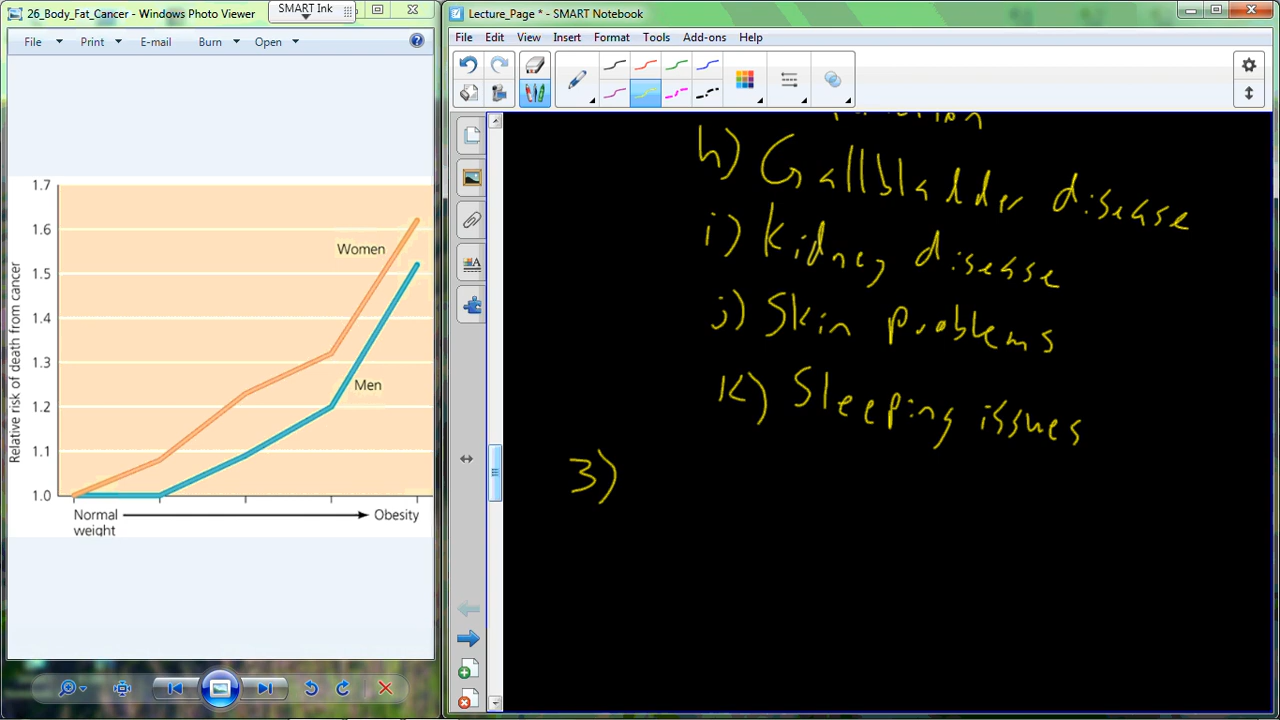 26_Body_Fat_Cancer - Windows Photo Viewer
SMART Ink
File Print E-mail Burn Open
1.7
1.6
1.5
1.4
1.3
1.2
1.1
1.0
Relative risk of death from cancer
Women
Men
Normal weight
Obesity
Lecture_Page * - SMART Notebook
File Edit View Insert Format Tools Add-ons Help
h) Gallbladder disease
i) Kidney disease
j) Skin problems
k) Sleeping issues
3)